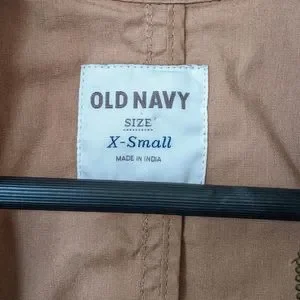 OLD NAVY
SIZE
X-Small
MADE IN INDIA